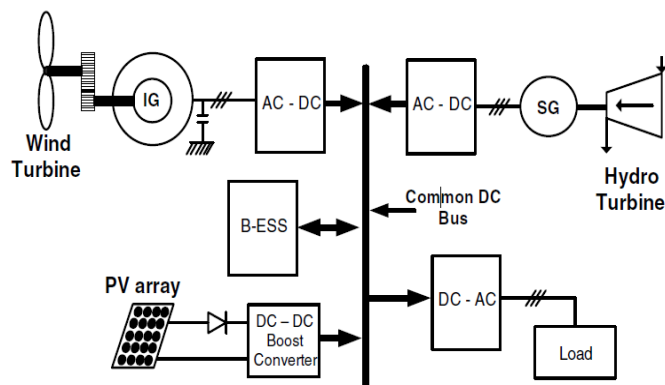 Wind
Turbine
IG
AC - DC
AC - DC
SG
Hydro
Turbine
B-ESS
Common DC
Bus
PV array
DC – DC
Boost
Converter
DC - AC
Load